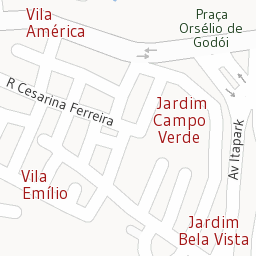 Vila
América
Praça
Orsélio de
Godói
R Cesarina Ferreira
Jardim
Campo
Verde
Av Itapark
Vila
Emílio
Jardim
Bela Vista